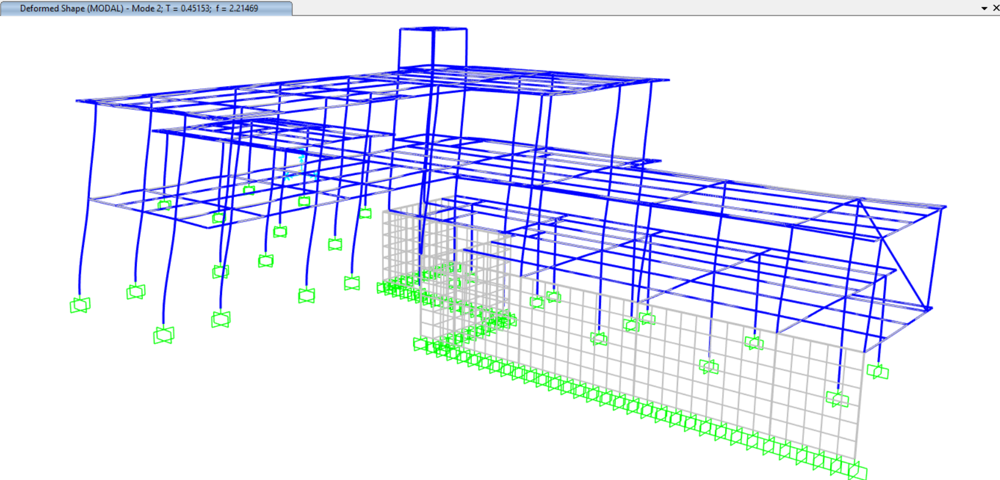 Deformed Shape (MODAL) - Mode 2; T = 0.45153; f = 2.21469